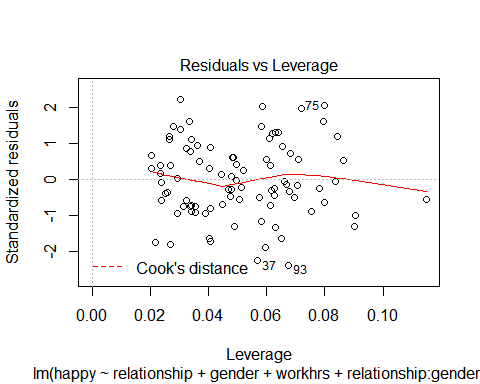 Residuals vs Leverage
Standardized residuals
2
1
0
-1
-2
75
37
93
Cook's distance
0.00 0.02 0.04 0.06 0.08 0.10
Leverage
lm(happy ~ relationship + gender + workhrs + relationship:gender